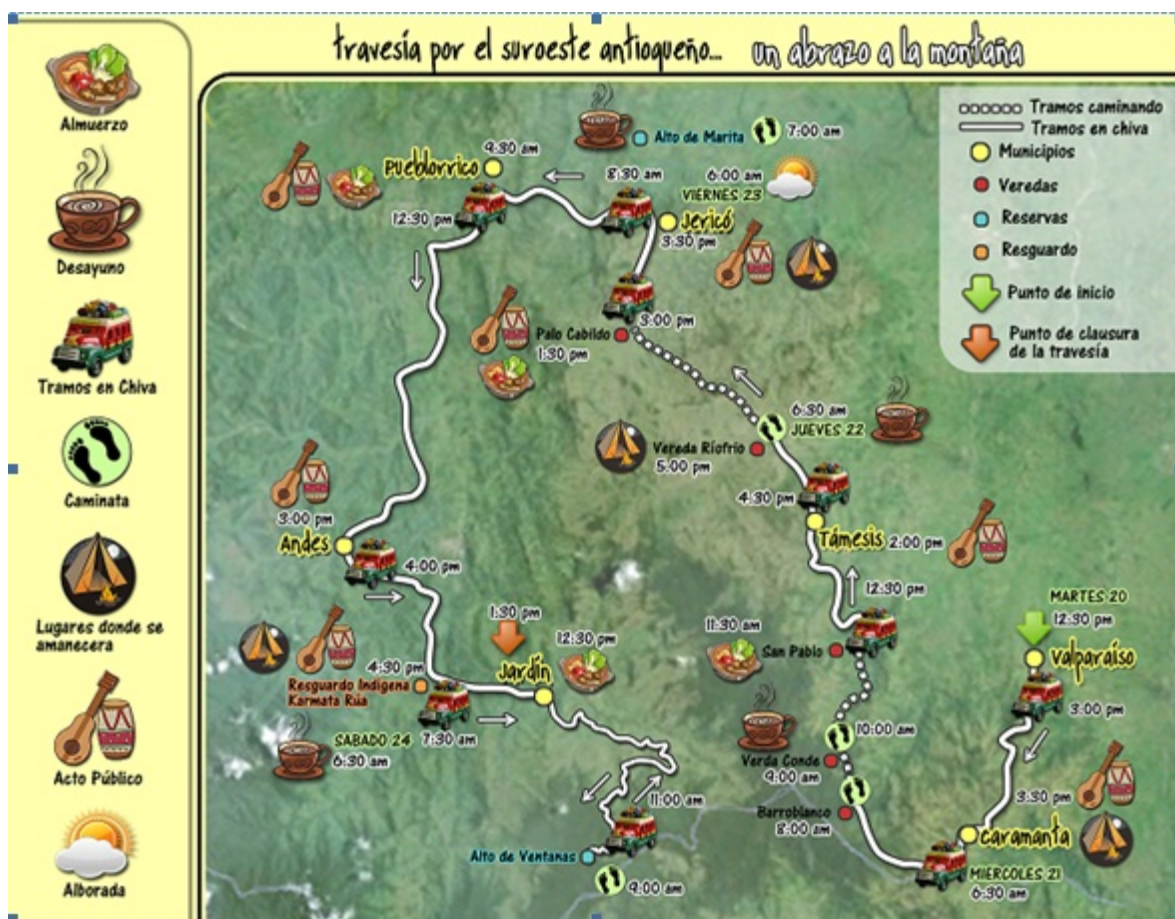 travesía por el suroeste antioqueño... un abrazo a la montaña
Almuerzo
Desayuno
Tramos en Chiva
Caminata
Lugares donde se
amanecera
Acto Público
Alborada
Tramos caminando
Tramos en chiva
Municipios
Veredas
Reservas
Resguardo
Punto de inicio
Punto de clausura
de la travesía
Alto de Marita
7:00 am
9:30 am
Pueblorrico
8:30 am
6:00 am
VIERNES 23
12:30 pm
Jericó
3:30 pm
3:00 pm
Palo Cabildo
1:30 pm
6:30 am
JUEVES 22
Vereda Ríofrio
5:00 pm
4:30 pm
Támesis 2:00 pm
3:00 pm
Andes
4:00 pm
12:30 pm
MARTES 20
12:30 pm
Valparaíso
3:00 pm
1:30 pm
12:30 pm
Jardín
11:30 am
San Pablo
4:30 pm
Resguardo Indígena
Karmata Rúa
SABADO 24
6:30 am
7:30 am
10:00 am
Verda Conde
9:00 am
3:30 pm
11:00 am
Barroblanco
8:00 am
Caramanta
Alto de Ventanas
9:00 am
MIERCOLES 21
6:30 am